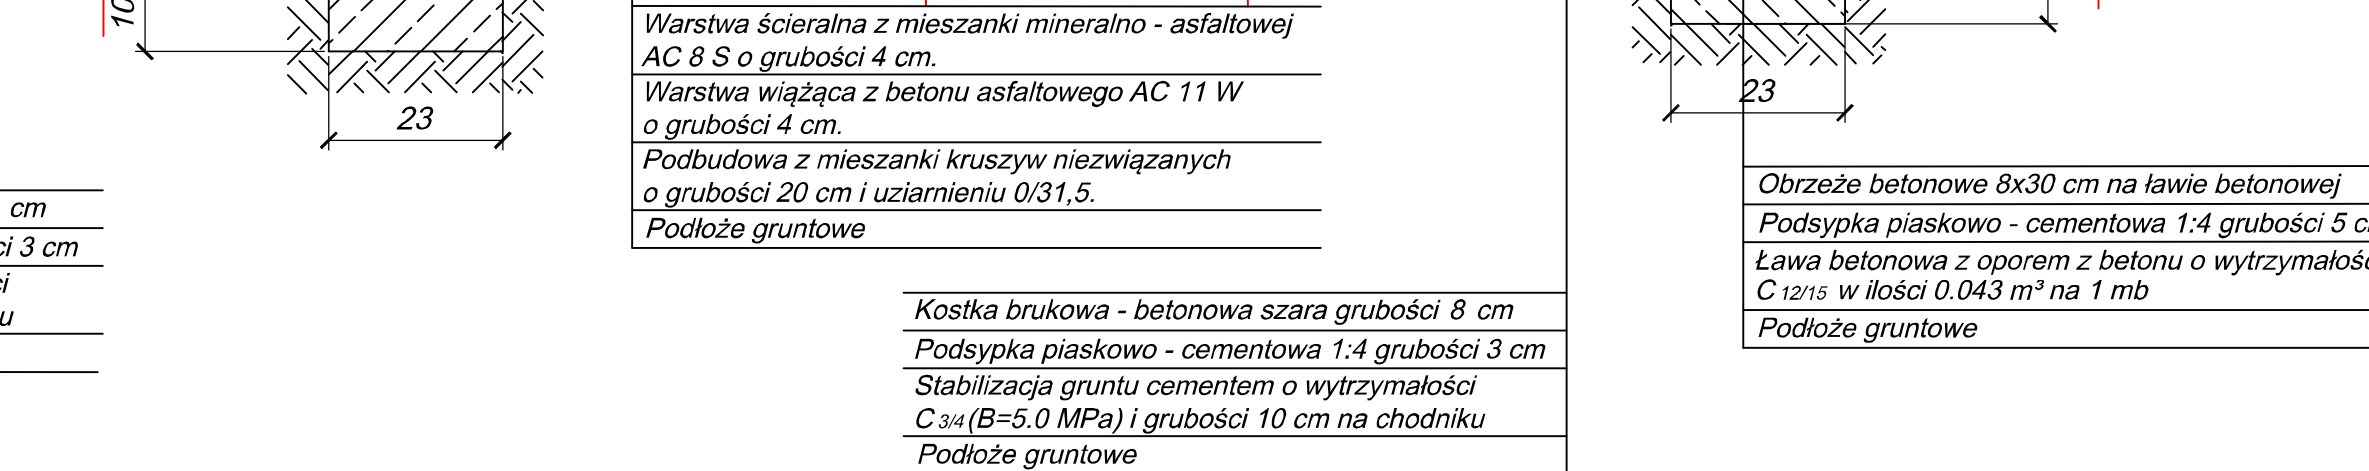 10
23
cm
ci 3 cm
ci
u
Warstwa ścieralna z mieszanki mineralno - asfaltowej
AC 8 S o grubości 4 cm.
Warstwa wiążąca z betonu asfaltowego AC 11 W
o grubości 4 cm.
Podbudowa z mieszanki kruszyw niezwiązanych
o grubości 20 cm i uziarnieniu 0/31,5.
Podłoże gruntowe
Kostka brukowa - betonowa szara grubości 8 cm
Podsypka piaskowo - cementowa 1:4 grubości 3 cm
Stabilizacja gruntu cementem o wytrzymałości
C 3/4 (B=5.0 MPa) i grubości 10 cm na chodniku
Podłoże gruntowe
23
Obrzeże betonowe 8x30 cm na ławie betonowej
Podsypka piaskowo - cementowa 1:4 grubości 5 c
Ława betonowa z oporem z betonu o wytrzymałośc
C 12/15 w ilości 0.043 m³ na 1 mb
Podłoże gruntowe